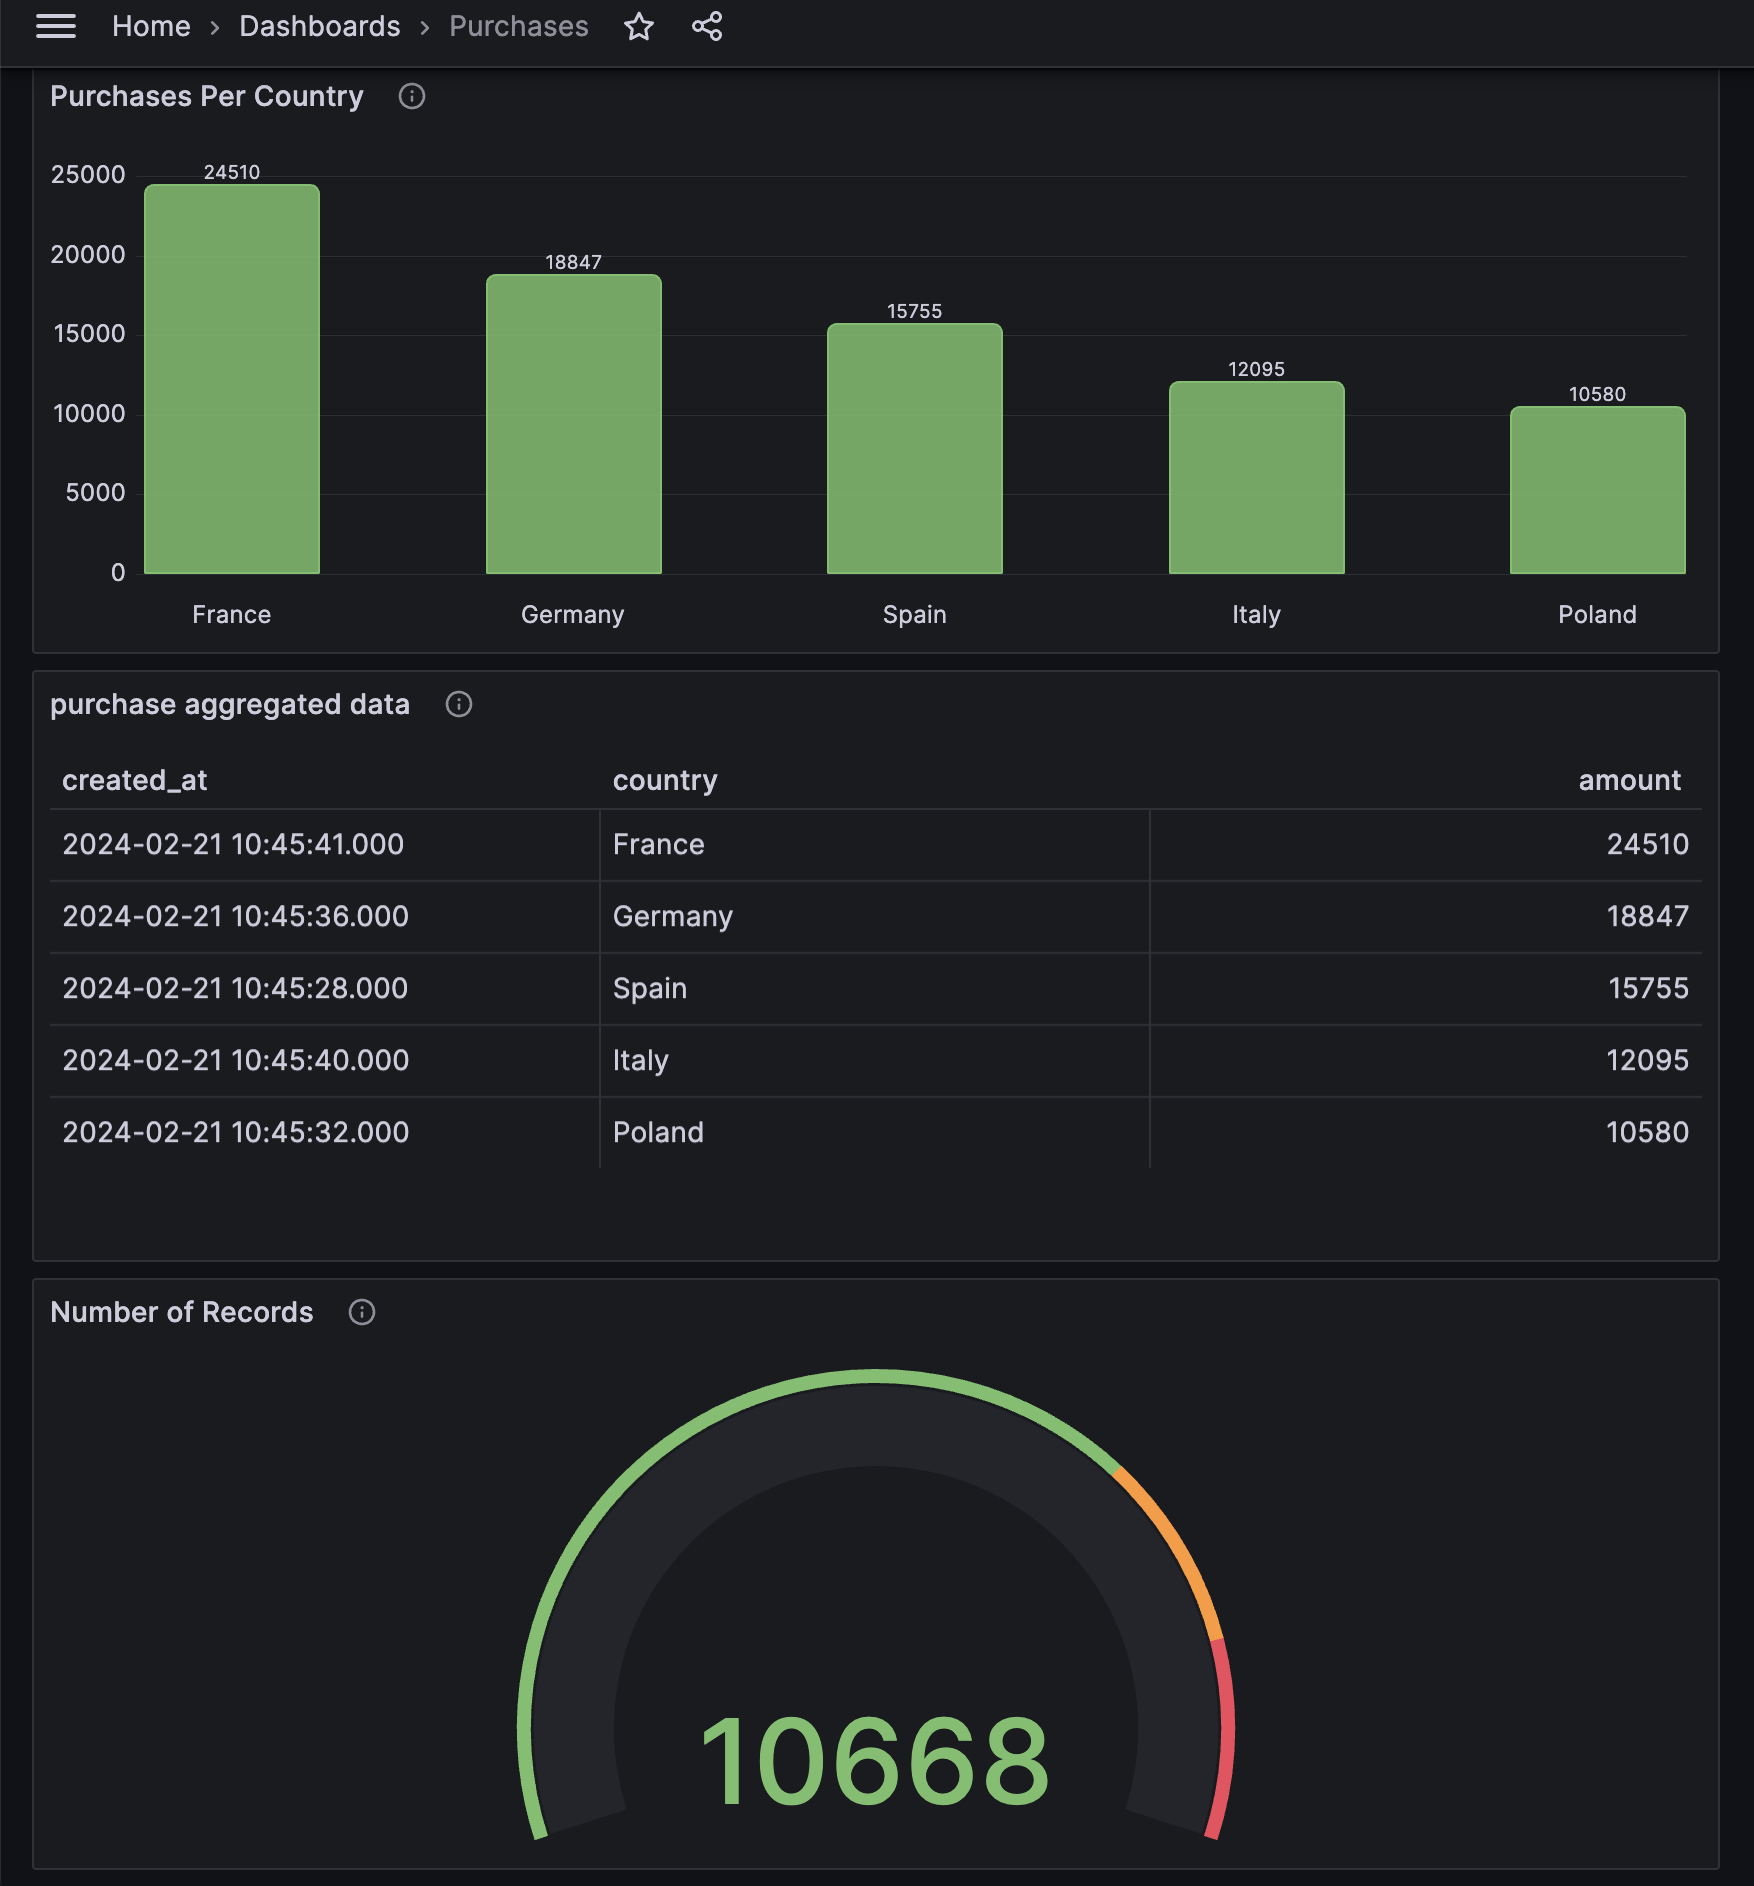 Home › Dashboards › Purchases
Purchases Per Country
25000
20000
15000
10000
5000
0
24510
18847
15755
12095
10580
France Germany Spain Italy Poland
purchase aggregated data
created_at country amount
2024-02-21 10:45:41.000 France 24510
2024-02-21 10:45:36.000 Germany 18847
2024-02-21 10:45:28.000 Spain 15755
2024-02-21 10:45:40.000 Italy 12095
2024-02-21 10:45:32.000 Poland 10580
Number of Records
10668